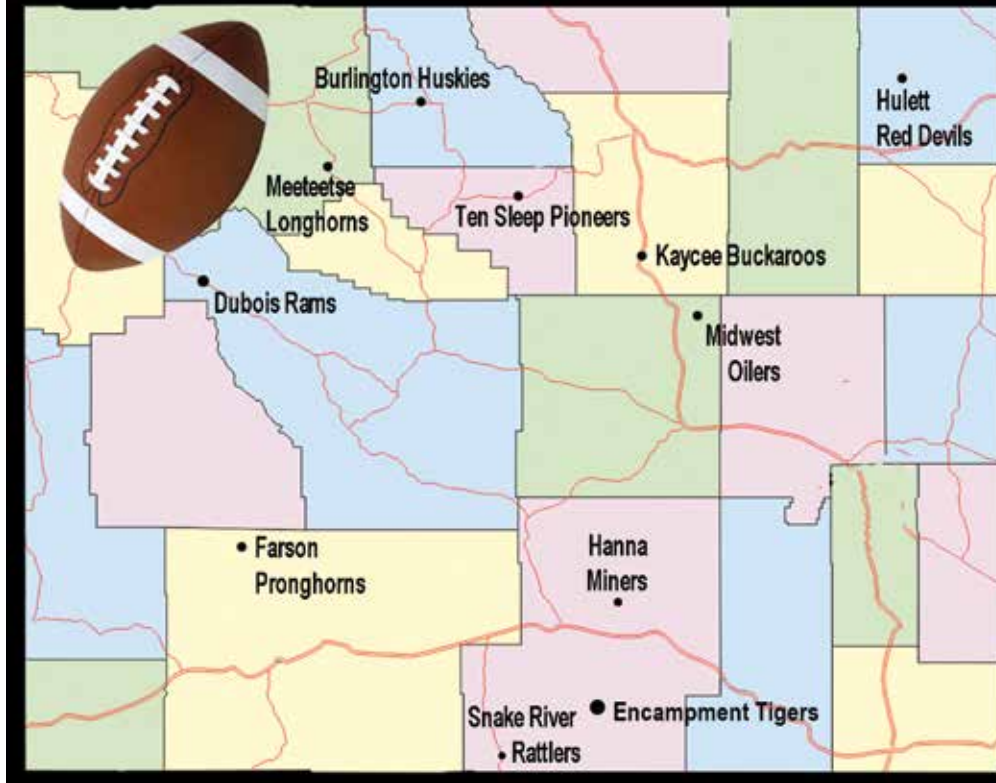 Burlington Huskies
Hulett
Red Devils
Meeteetse
Longhorns
Ten Sleep Pioneers
Kaycee Buckaroos
Dubois Rams
Midwest
Oilers
Farson
Pronghorns
Hanna
Miners
Snake River
Rattlers
Encampment Tigers